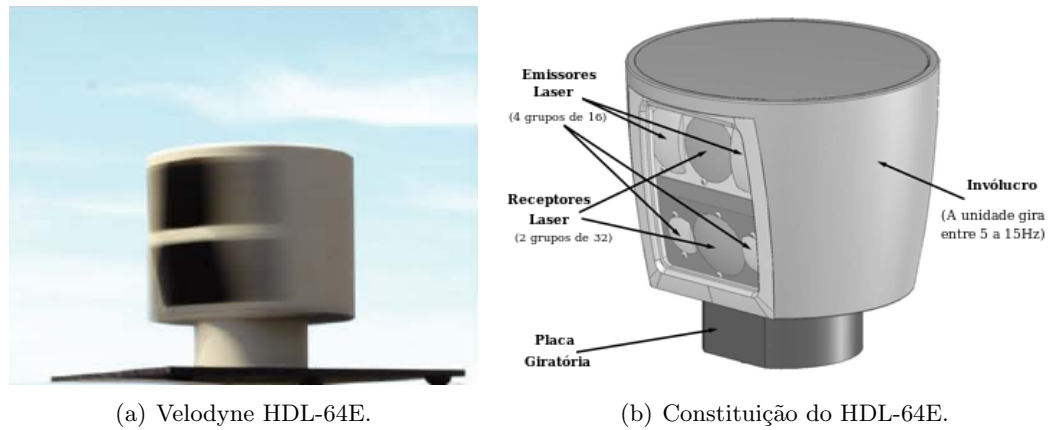 Emissores
Laser
(4 grupos de 16)
Receptores
Laser
(2 grupos de 32)
Invólucro
(A unidade gira
entre 5 a 15Hz)
Placa
Giratória
(a) Velodyne HDL-64E.
(b) Constituição do HDL-64E.